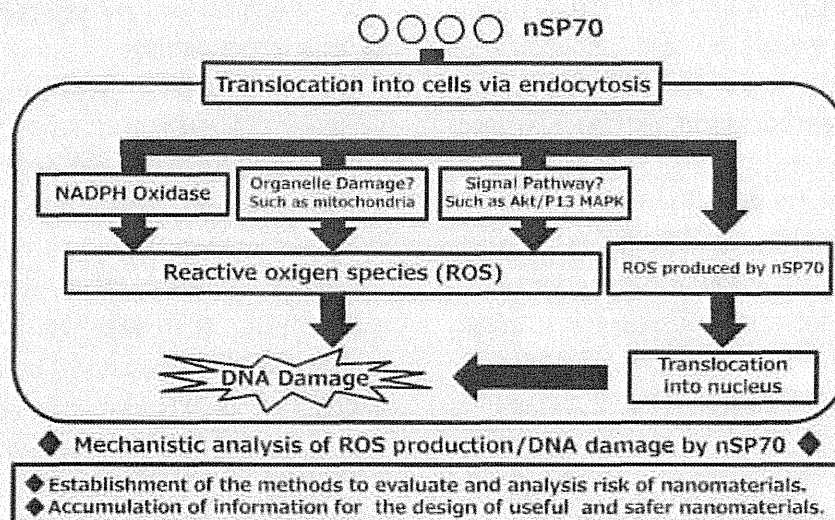 nSP70
Translocation into cells via endocytosis
NADPH Oxidase
Organelle Damage?
Such as mitochondria
Signal Pathway?
Such as Akt/P13 MAPK
Reactive oxigen species (ROS)
ROS produced by nSP70
DNA Damage
Translocation
into nucleus
◆ Mechanistic analysis of ROS production/DNA damage by nSP70 ◆
◆Establishment of the methods to evaluate and analysis risk of nanomaterials.
◆Accumulation of information for the design of useful and safer nanomaterials.